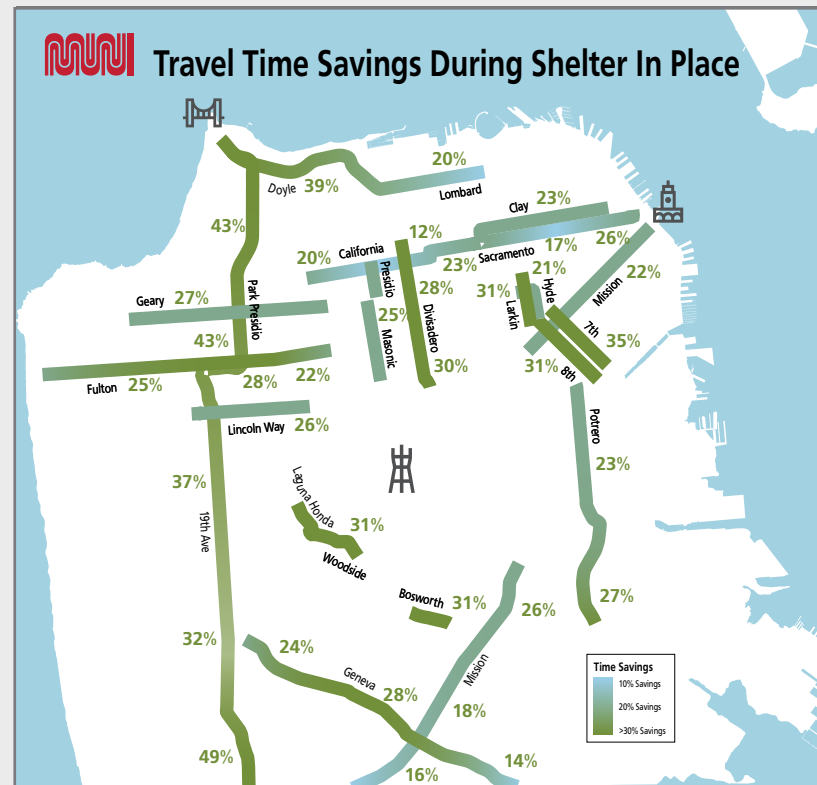 MUNI
Travel Time Savings During Shelter In Place
20%
Doyle 39%
Lombard
43%
Clay 23%
12%
20% California
23% Sacramento 17% 26%
Presidio
28%
21%
22%
Mission
31%
Hyde
Larkin
Geary 27%
Park Presidio
25%
Divisadero
Masonic
7th
35%
43%
30%
31% 8th
Fulton 25% 28% 22%
Lincoln Way 26%
Potrero
23%
37%
19th Ave
Laguna Honda
31%
Woodside
Bosworth 31%
26%
27%
32%
24%
Geneva
28%
Mission
18%
49%
14%
16%
Time Savings
10% Savings
20% Savings
>30% Savings